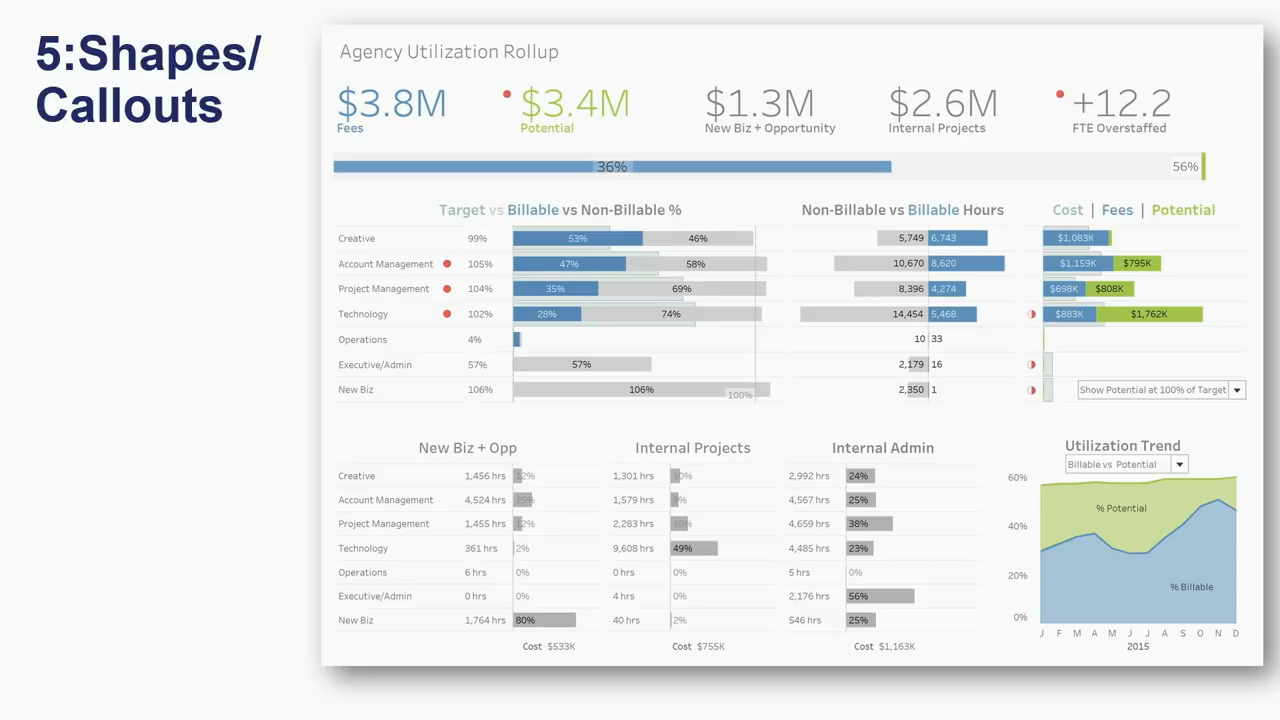 5:Shapes/
Callouts
Agency Utilization Rollup
$3.8M $3.4M $1.3M $2.6M +12.2
Fees Potential New Biz + Opportunity Internal Projects FTE Overstaffed
36% 56%
Target vs Billable vs Non-Billable % Non-Billable vs Billable Hours Cost | Fees | Potential
Creative 99% 53% 46% 5,749 6,743 $1,083K
Account Management 105% 47% 58% 10,670 8,620 $1,159K $795K
Project Management 104% 35% 69% 8,396 4,274 $698K $808K
Technology 102% 28% 74% 14,454 5,468 $883K $1,762K
Operations 4% 10 33
Executive/Admin 57% 57% 2,179 16
New Biz 106% 106% 100% 2,350 1 Show Potential at 100% of Target
New Biz + Opp Internal Projects Internal Admin Utilization Trend
Billable vs Potential
Creative 1,456 hrs 12% 1,301 hrs 10% 2,992 hrs 24% 60%
Account Management 4,524 hrs 25% 1,579 hrs 9% 4,567 hrs 25% % Potential
Project Management 1,455 hrs 12% 2,283 hrs 19% 4,659 hrs 38% 40%
Technology 361 hrs 2% 9,608 hrs 49% 4,485 hrs 23%
Operations 6 hrs 0% 0 hrs 0% 5 hrs 0% 20%
Executive/Admin 0 hrs 0% 4 hrs 0% 2,176 hrs 56% % Billable
New Biz 1,764 hrs 80% 40 hrs 2% 546 hrs 25% 0%
J F M A M J J A S O N D
Cost $533K Cost $755K Cost $1,163K 2015